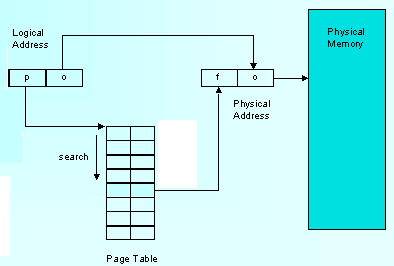 Logical
Address
p o
f o
Physical
Address
Physical
Memory
search
Page Table